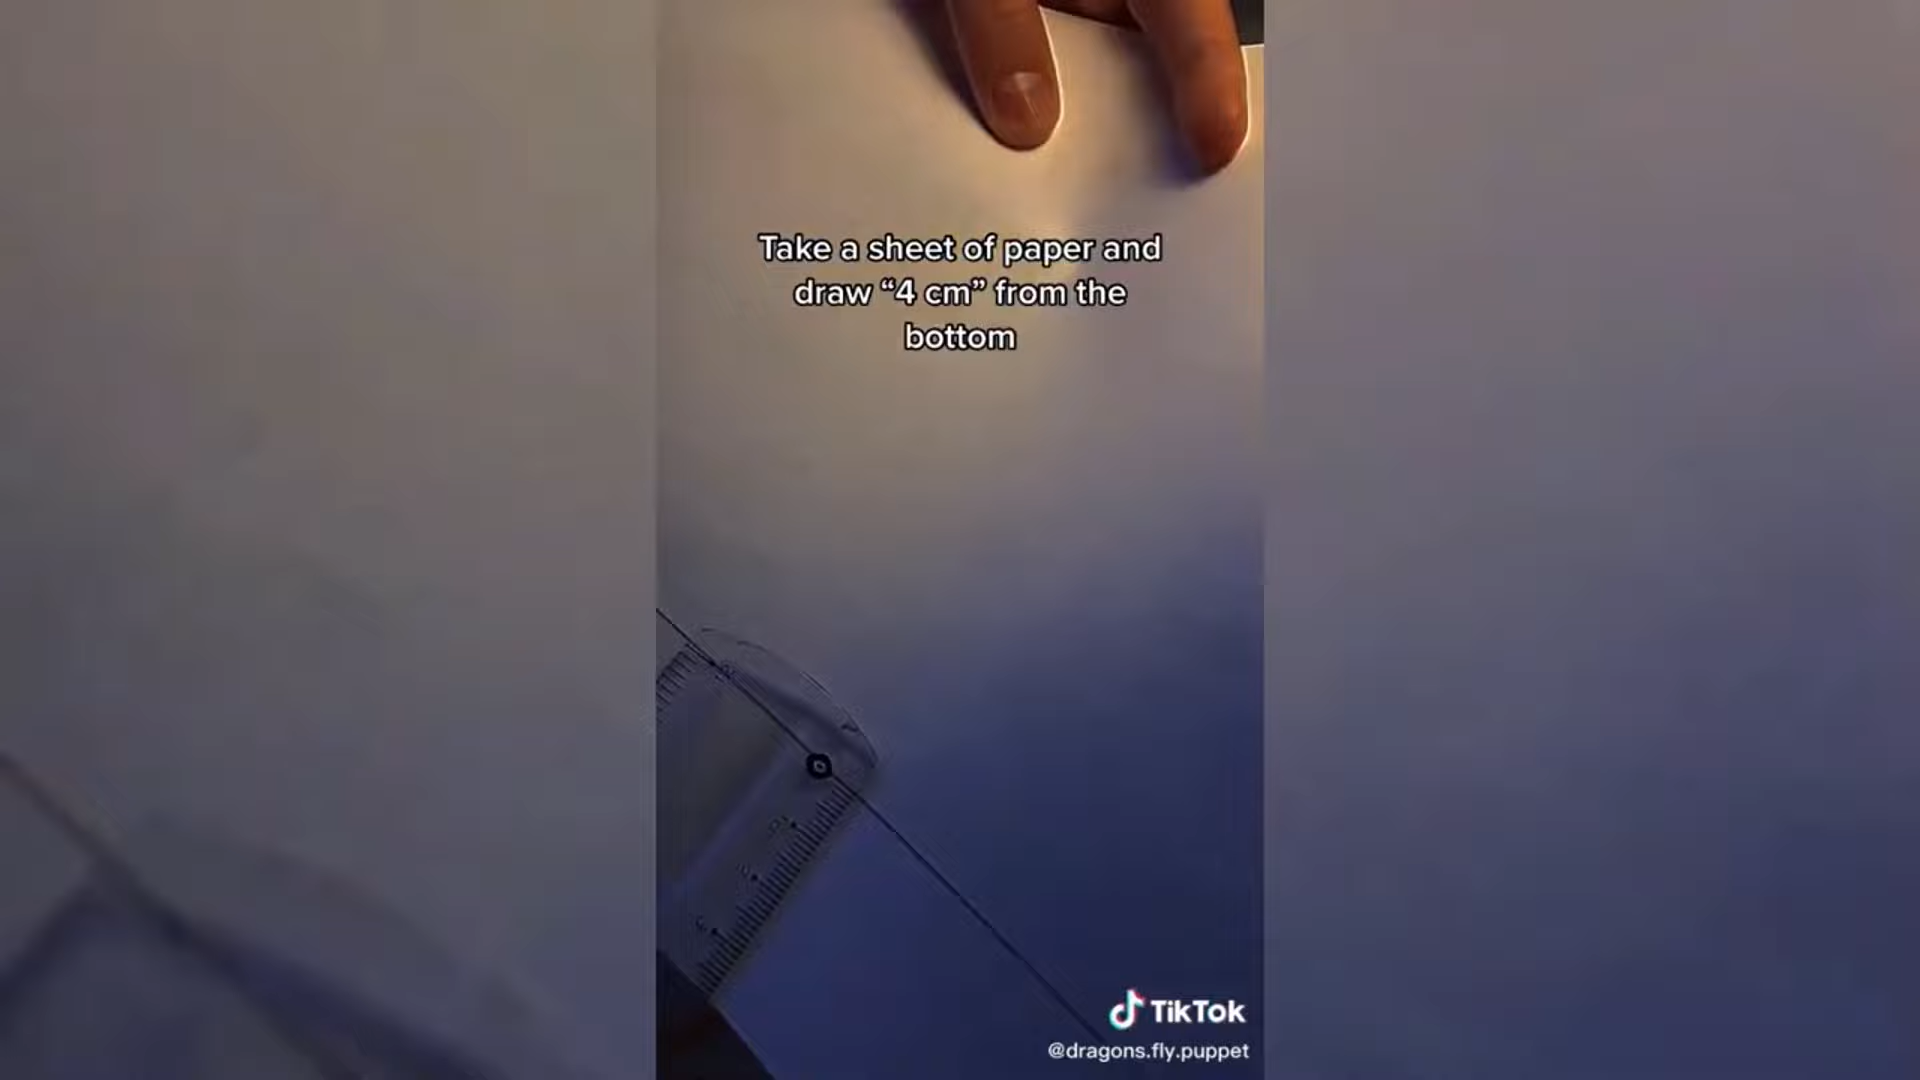 Take a sheet of paper and
draw “4 cm” from the
bottom
TikTok
@dragons.fly.puppet